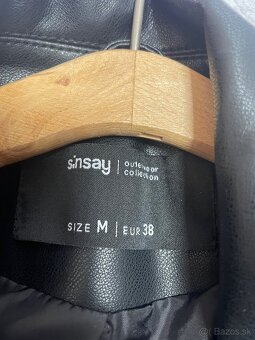 sinsay
outerwear
collection
SIZE M | EUR 38
Bazos.sk